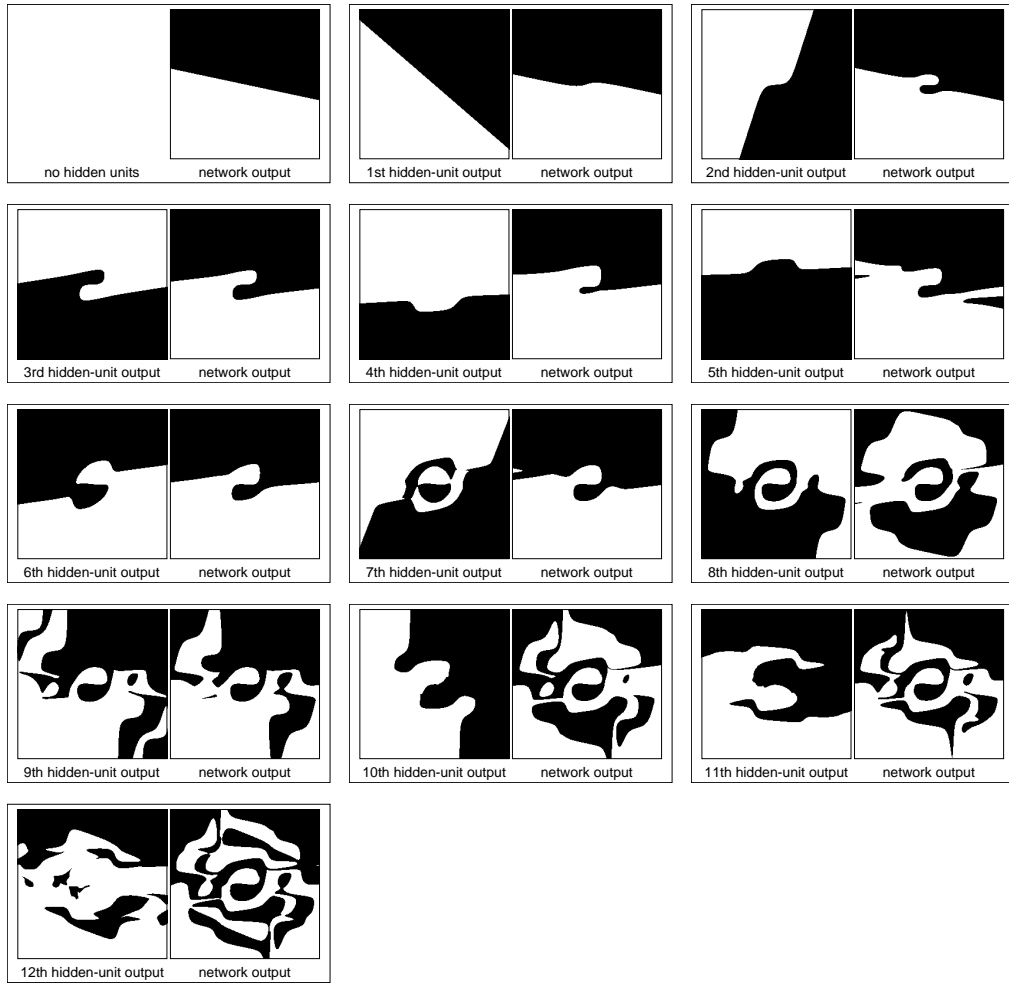 no hidden units network output
1st hidden-unit output network output
2nd hidden-unit output network output
3rd hidden-unit output network output
4th hidden-unit output network output
5th hidden-unit output network output
6th hidden-unit output network output
7th hidden-unit output network output
8th hidden-unit output network output
9th hidden-unit output network output
10th hidden-unit output network output
11th hidden-unit output network output
12th hidden-unit output network output